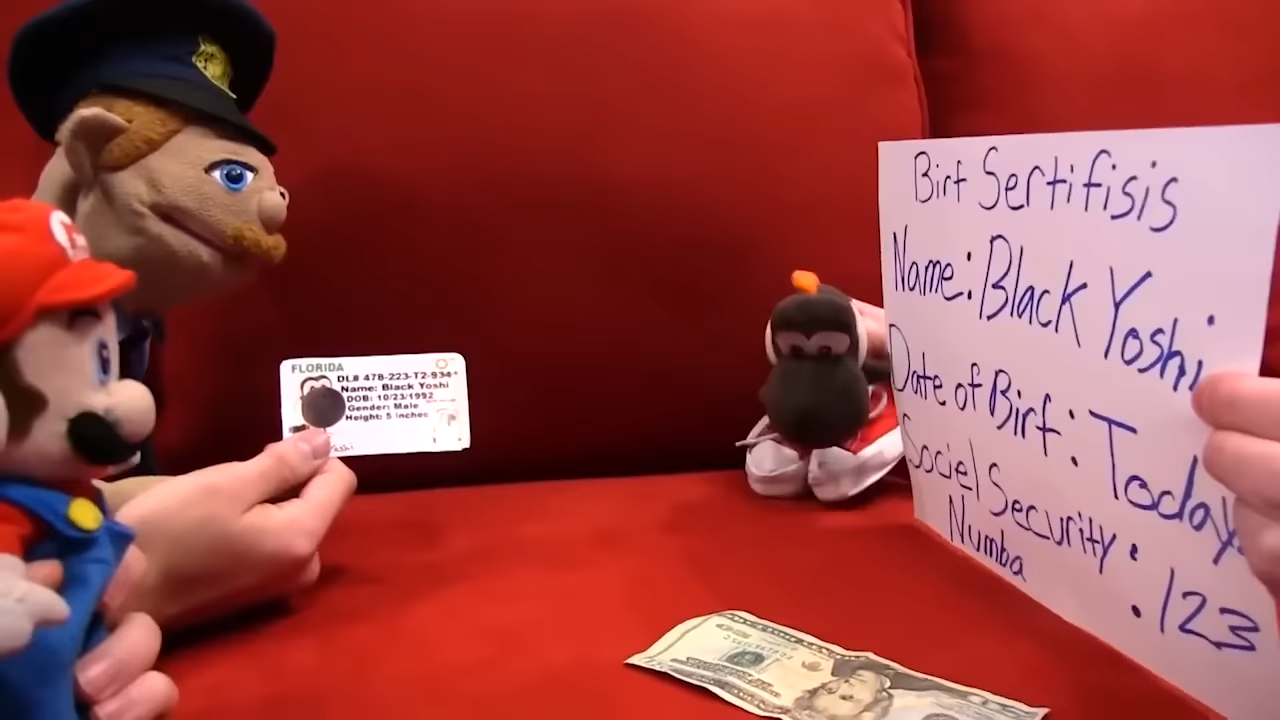 FLORIDA
DL# 478-223-T2-934*
Name: Black Yoshi
DOB: 10/23/1992
Gender: Male
Height: 5 inches
Birf Sertifisis
Name: Black Yoshi
Date of Birf: Today
Sociel Security
Numba : 123